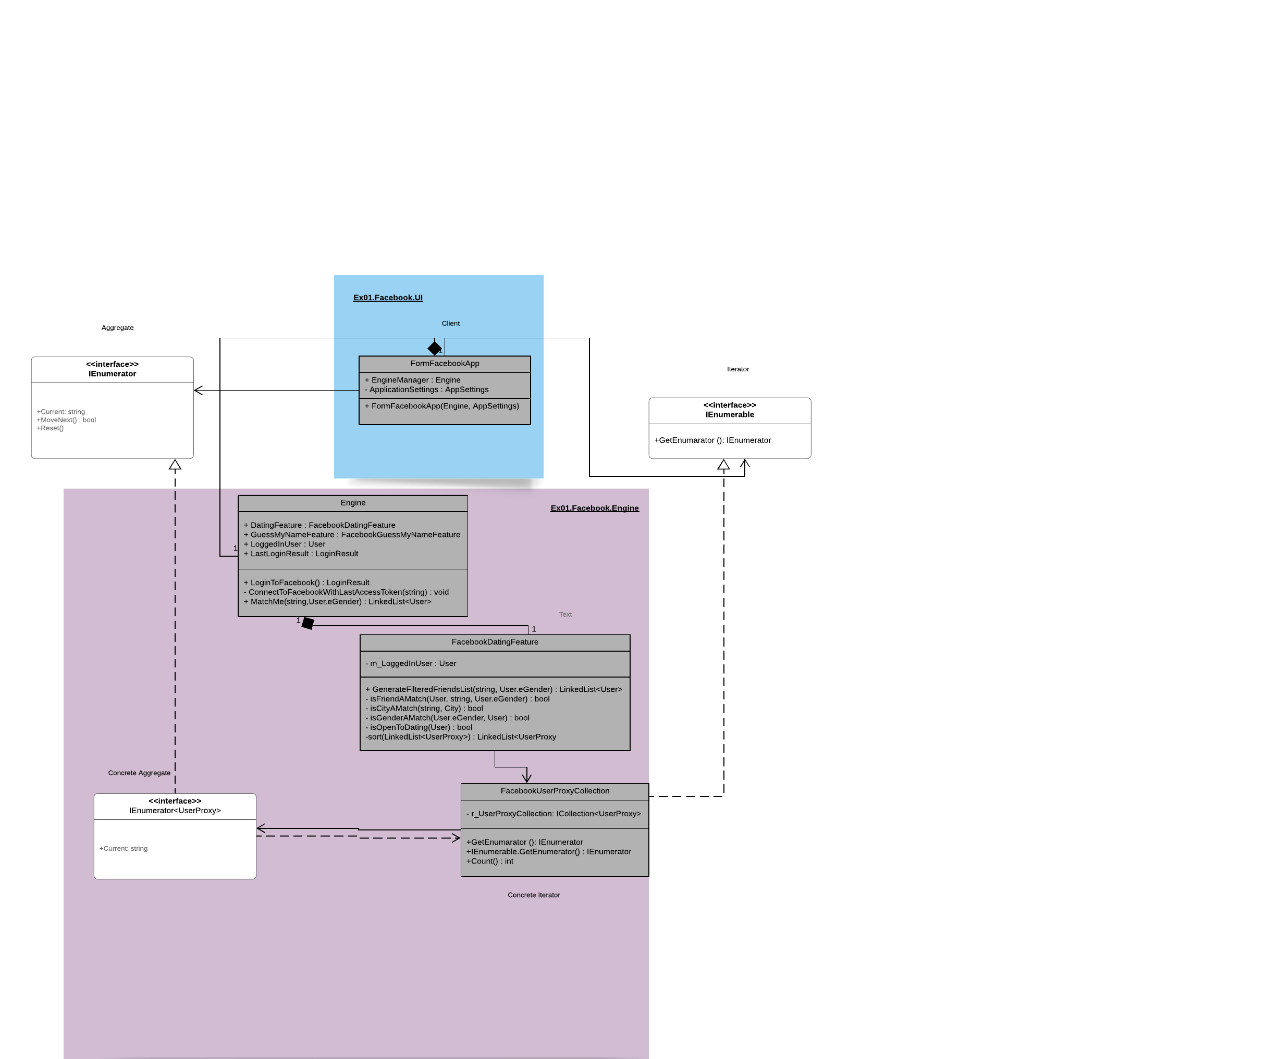 Ex01.Facebook.UI
Client
Aggregate
<<interface>>
IEnumerator
+Current: string
+MoveNext() : bool
+Reset()
1
FormFacebookApp
+ EngineManager : Engine
- ApplicationSettings : AppSettings
+ FormFacebookApp(Engine, AppSettings)
Iterator
<<interface>>
IEnumerable
+GetEnumarator (): IEnumerator
Ex01.Facebook.Engine
Engine
+ DatingFeature : FacebookDatingFeature
+ GuessMyNameFeature : FacebookGuessMyNameFeature
+ LoggedInUser : User
+ LastLoginResult : LoginResult
1
+ LoginToFacebook() : LoginResult
- ConnectToFacebookWithLastAccessToken(string) : void
+ MatchMe(string,User.eGender) : LinkedList<User>
1
Text
1
FacebookDatingFeature
- m_LoggedInUser : User
+ GenerateFilteredFriendsList(string, User.eGender) : LinkedList<User>
- isFriendAMatch(User, string, User.eGender) : bool
- isCityAMatch(string, City) : bool
- isGenderAMatch(User.eGender, User) : bool
- isOpenToDating(User) : bool
-sort(LinkedList<UserProxy>) : LinkedList<UserProxy
Concrete Aggregate
<<interface>>
IEnumerator<UserProxy>
+Current: string
FacebookUserProxyCollection
- r_UserProxyCollection: ICollection<UserProxy>
+GetEnumarator (): IEnumerator
+IEnumerable.GetEnumerator() : IEnumerator
+Count() : int
Concrete Iterator